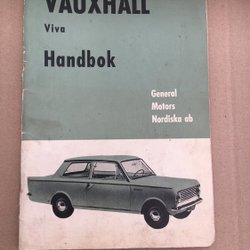 VAUXHALL
Viva
Handbok
General
Motors
Nordiska ab